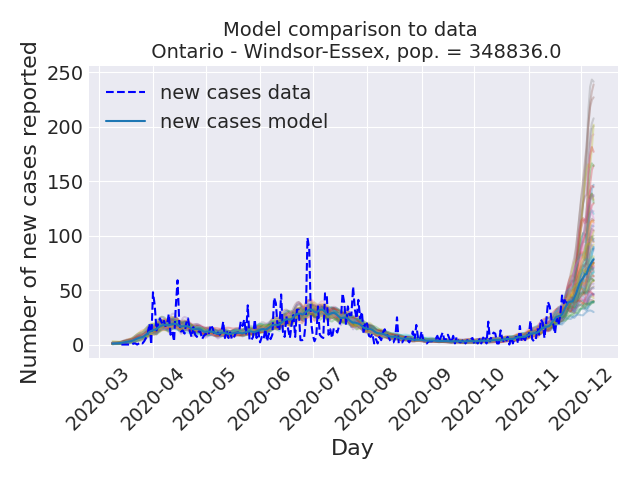 Model comparison to data
Ontario - Windsor-Essex, pop. = 348836.0
Number of new cases reported
250
200
150
100
50
0
new cases data
new cases model
2020-03
2020-04
2020-05
2020-06
2020-07
2020-08
2020-09
2020-10
2020-11
2020-12
Day